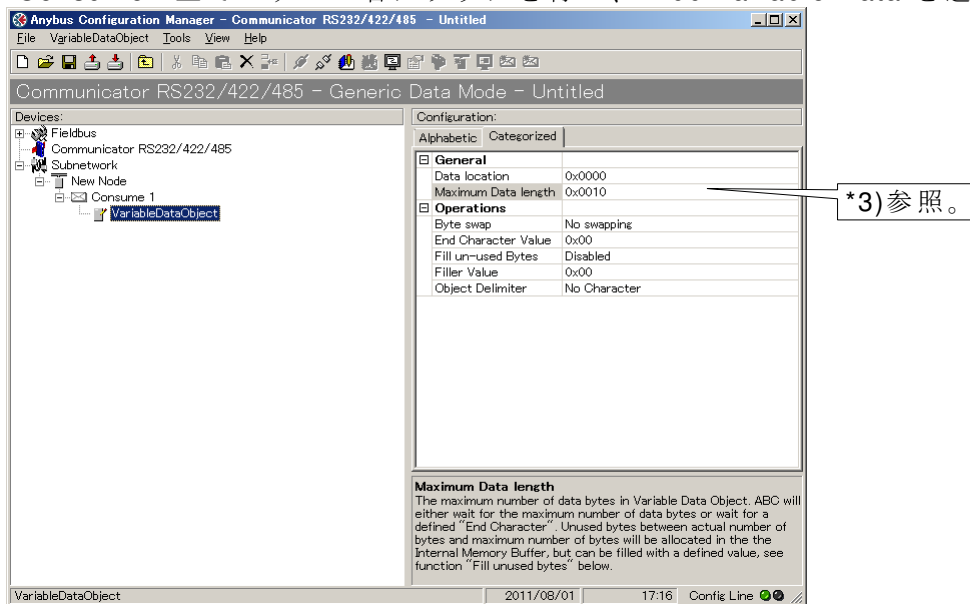 Anybus Configuration Manager - Communicator RS232/422/485 - Untitled
File VariableDataObject Tools View Help
Communicator RS232/422/485 - Generic Data Mode - Untitled
Devices:
Fieldbus
Communicator RS232/422/485
Subnetwork
New Node
Consume 1
VariableDataObject
Configuration:
Alphabetic Categorized
General
Data location 0x0000
Maximum Data length 0x0010
Operations
Byte swap No swapping
End Character Value 0x00
Fill un-used Bytes Disabled
Filler Value 0x00
Object Delimiter No Character
*3)参照。
Maximum Data length
The maximum number of data bytes in Variable Data Object. ABC will
either wait for the maximum number of data bytes or wait for a
defined "End Character". Unused bytes between actual number of
bytes and maximum number of bytes will be allocated in the the
Internal Memory Buffer, but can be filled with a defined value, see
function "Fill unused bytes" below.
VariableDataObject 2011/08/01 17:16 Config Line